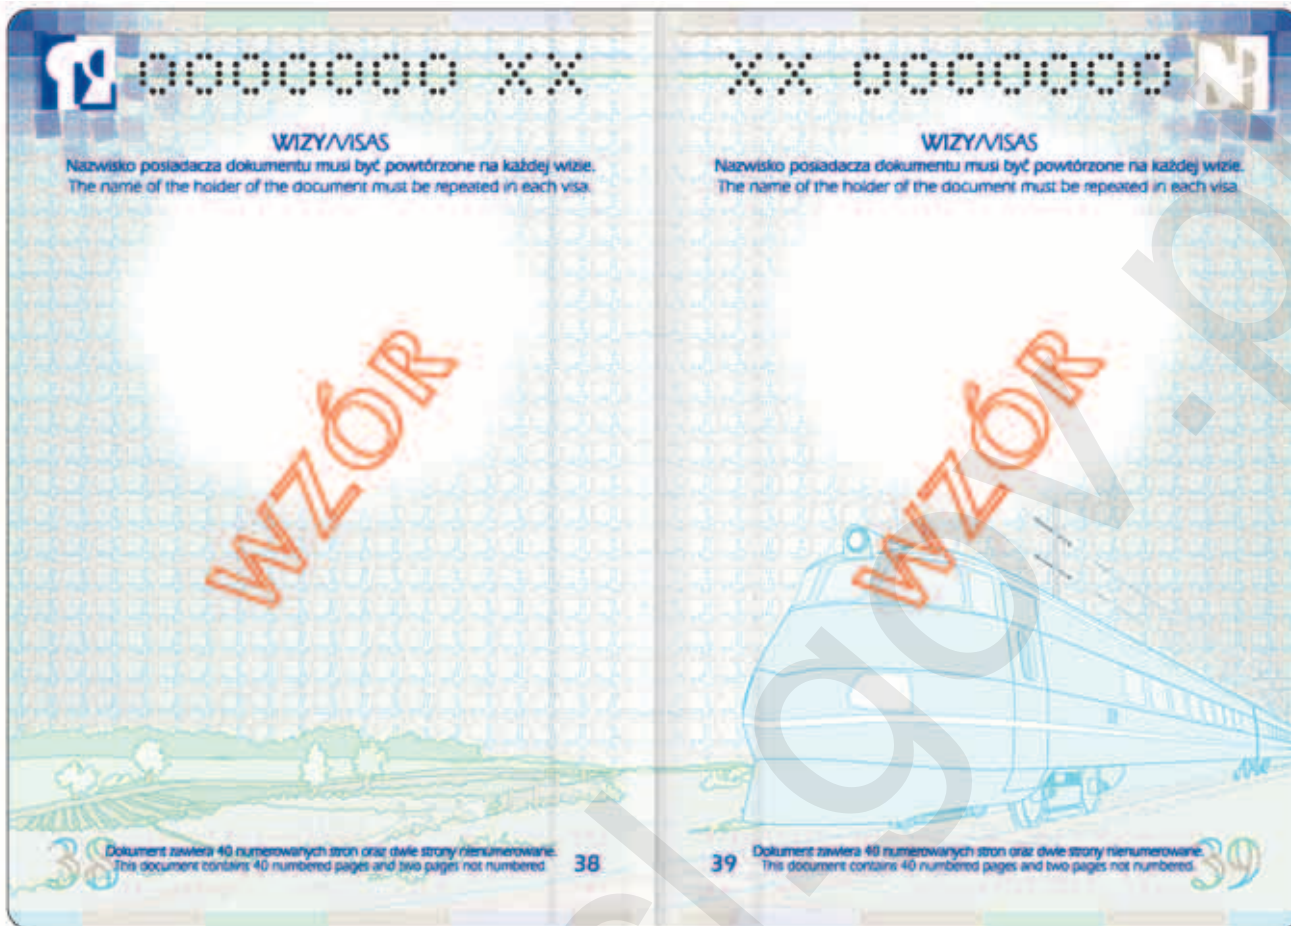 0000000 XX
WIZY/VISAS
Nazwisko posiadacza dokumentu musi być powtórzone na każdej wizie.
The name of the holder of the document must be repeated in each visa.
WZÓR
38
Dokument zawiera 40 numerowanych stron oraz dwie strony nienumerowane.
This document contains 40 numbered pages and two pages not numbered.
38
XX 0000000
WIZY/VISAS
Nazwisko posiadacza dokumentu musi być powtórzone na każdej wizie.
The name of the holder of the document must be repeated in each visa.
WZÓR
39
Dokument zawiera 40 numerowanych stron oraz dwie strony nienumerowane.
This document contains 40 numbered pages and two pages not numbered.
39
gov.p